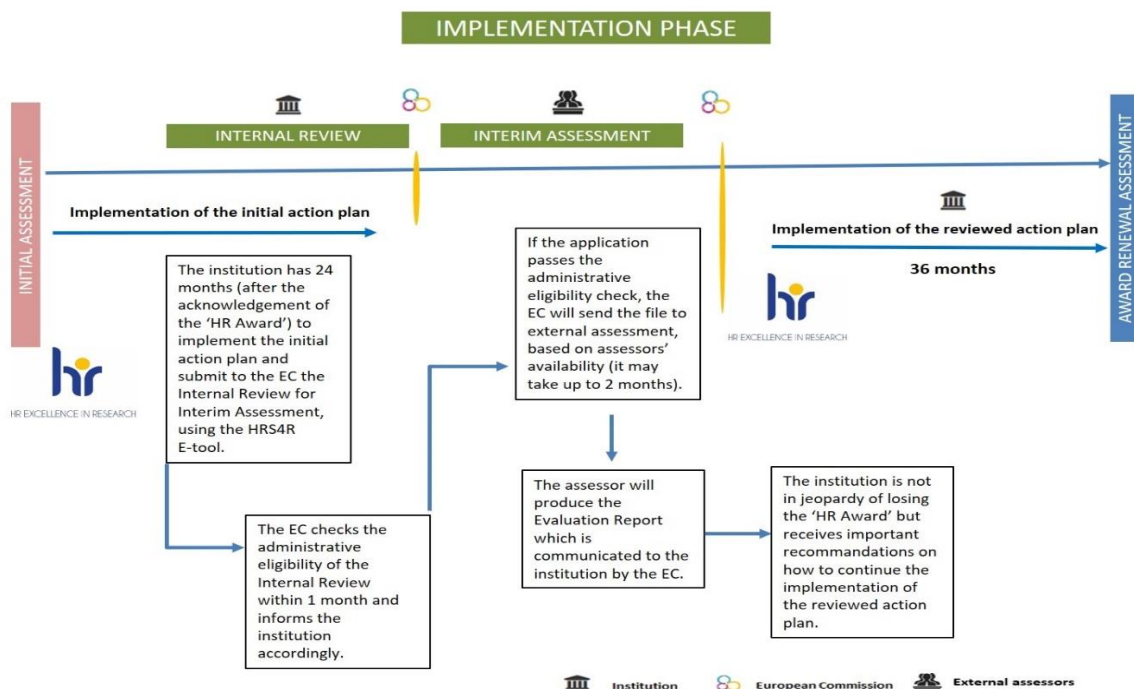 IMPLEMENTATION PHASE
INTERNAL REVIEW
INTERIM ASSESSMENT
INITIAL ASSESSMENT
Implementation of the initial action plan
The institution has 24
months (after the
acknowledgement of
the ‘HR Award’) to
implement the initial
action plan and
submit to the EC the
Internal Review for
Interim Assessment,
using the HRS4R
E-tool.
hr
HR EXCELLENCE IN RESEARCH
The EC checks the
administrative
eligibility of the
Internal Review
within 1 month and
informs the
institution
accordingly.
If the application
passes the
administrative
eligibility check, the
EC will send the file to
external assessment,
based on assessors’
availability (it may
take up to 2 months).
The assessor will
produce the
Evaluation Report
which is
communicated to the
institution by the EC.
The institution is not
in jeopardy of losing
the ‘HR Award’ but
receives important
recommandations on
how to continue the
implementation of
the reviewed action
plan.
Implementation of the reviewed action plan
36 months
hr
HR EXCELLENCE IN RESEARCH
AWARD RENEWAL ASSESSMENT
Institution
European Commission
External assessors